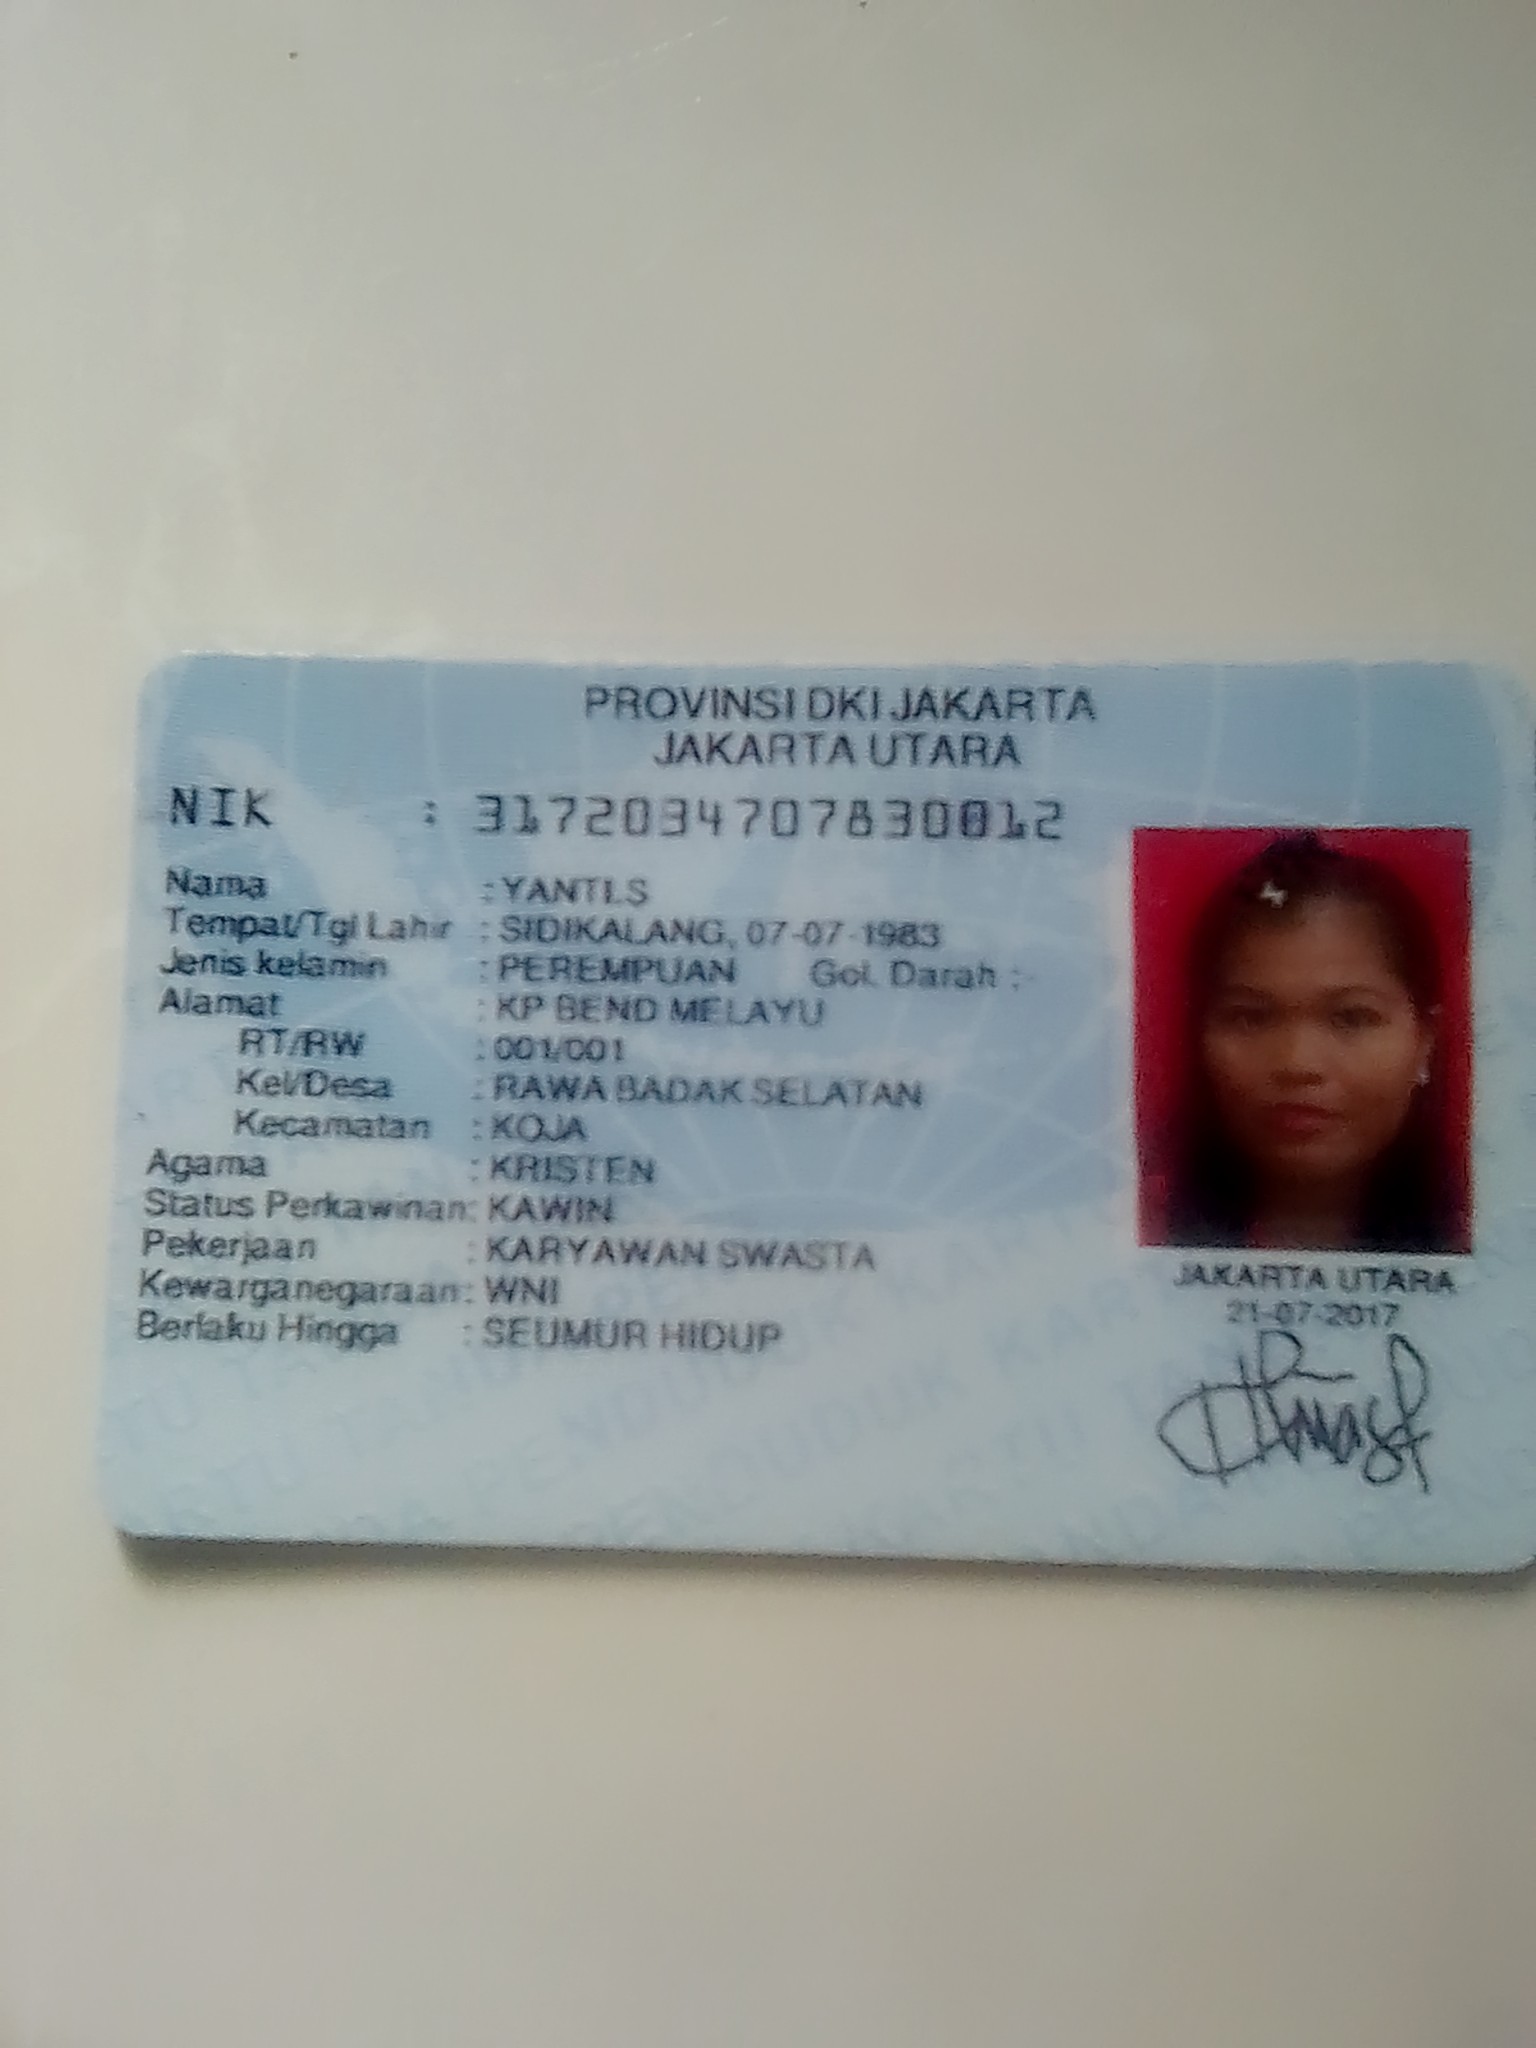 PROVINSI DKI JAKARTA
JAKARTA UTARA
NIK : 3172034707830012
Nama : YANTI.S
Tempat/Tgl Lahir : SIDIKALANG, 07-07-1983
Jenis kelamin : PEREMPUAN Gol. Darah : -
Alamat : KP BEND MELAYU
RT/RW : 001/001
Kel/Desa : RAWA BADAK SELATAN
Kecamatan : KOJA
Agama : KRISTEN
Status Perkawinan: KAWIN
Pekerjaan : KARYAWAN SWASTA
Kewarganegaraan: WNI
Berlaku Hingga : SEUMUR HIDUP
JAKARTA UTARA
21-07-2017